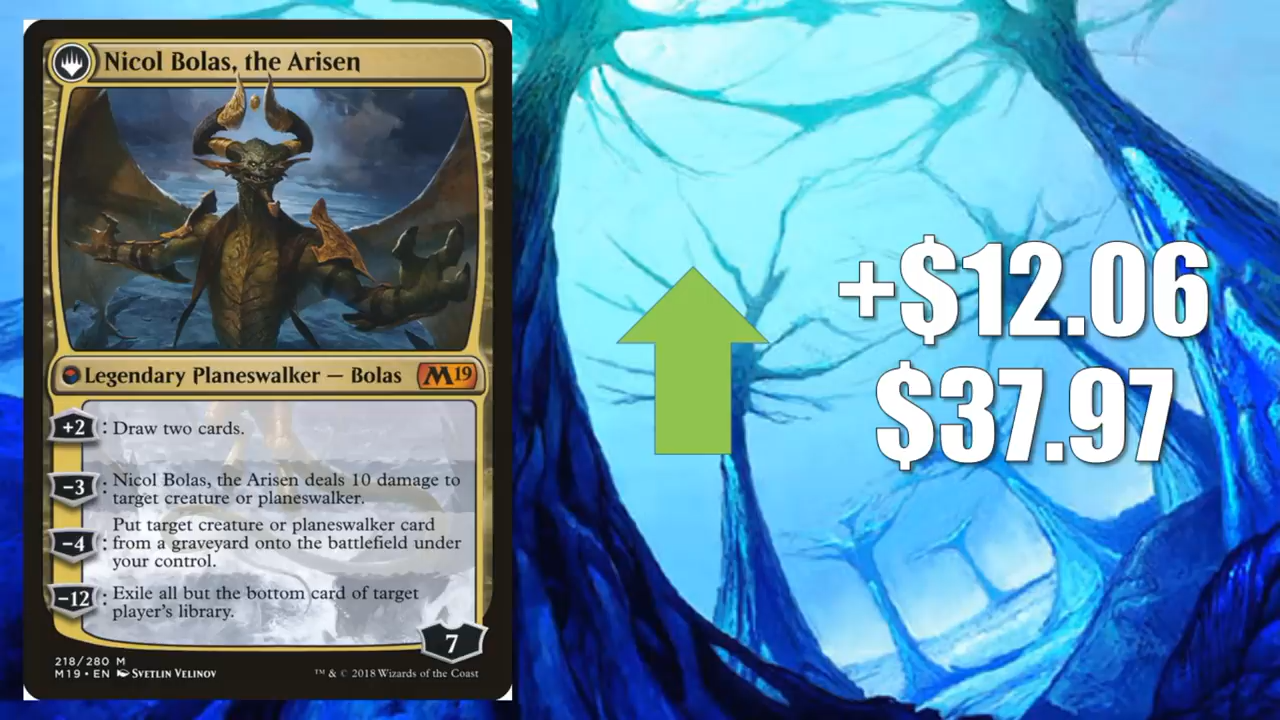 Nicol Bolas, the Arisen
Legendary Planeswalker — Bolas M19
+2 : Draw two cards.
−3 : Nicol Bolas, the Arisen deals 10 damage to
target creature or planeswalker.
−4 : Put target creature or planeswalker card
from a graveyard onto the battlefield under
your control.
−12 : Exile all but the bottom card of target
player's library.
7
218/280 M
M19 • EN Svetlin Velinov
™ & © 2018 Wizards of the Coast
+$12.06
$37.97